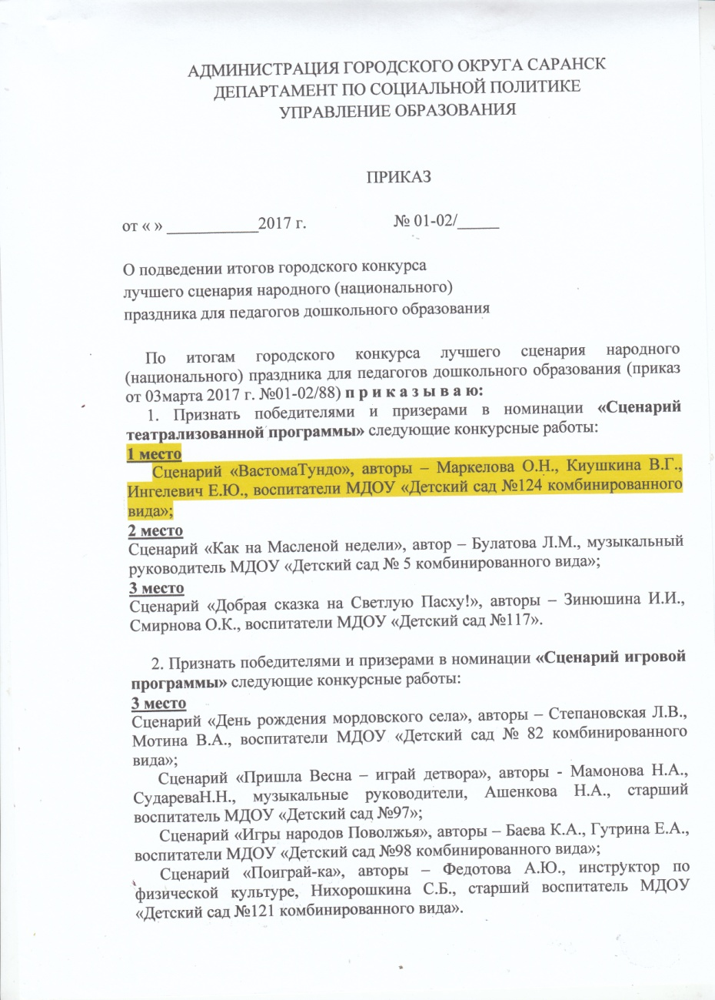 АДМИНИСТРАЦИЯ ГОРОДСКОГО ОКРУГА САРАНСК
ДЕПАРТАМЕНТ ПО СОЦИАЛЬНОЙ ПОЛИТИКЕ
УПРАВЛЕНИЕ ОБРАЗОВАНИЯ
ПРИКАЗ
от « » ___________2017 г. № 01-02/_____
О подведении итогов городского конкурса
лучшего сценария народного (национального)
праздника для педагогов дошкольного образования
По итогам городского конкурса лучшего сценария народного
(национального) праздника для педагогов дошкольного образования (приказ
от 03марта 2017 г. №01-02/88) п р и к а з ы в а ю:
1. Признать победителями и призерами в номинации «Сценарий
театрализованной программы» следующие конкурсные работы:
1 место
Сценарий «ВастомаТундо», авторы – Маркелова О.Н., Киушкина В.Г.,
Ингелевич Е.Ю., воспитатели МДОУ «Детский сад №124 комбинированного
вида»;
2 место
Сценарий «Как на Масленой недели», автор – Булатова Л.М., музыкальный
руководитель МДОУ «Детский сад № 5 комбинированного вида»;
3 место
Сценарий «Добрая сказка на Светлую Пасху!», авторы – Зинюшина И.И.,
Смирнова О.К., воспитатели МДОУ «Детский сад №117».
2. Признать победителями и призерами в номинации «Сценарий игровой
программы» следующие конкурсные работы:
3 место
Сценарий «День рождения мордовского села», авторы – Степановская Л.В.,
Мотина В.А., воспитатели МДОУ «Детский сад № 82 комбинированного
вида»;
Сценарий «Пришла Весна – играй детвора», авторы - Мамонова Н.А.,
СудареваН.Н., музыкальные руководители, Ашенкова Н.А., старший
воспитатель МДОУ «Детский сад №97»;
Сценарий «Игры народов Поволжья», авторы – Баева К.А., Гутрина Е.А.,
воспитатели МДОУ «Детский сад №98 комбинированного вида»;
Сценарий «Поиграй-ка», авторы – Федотова А.Ю., инструктор по
физической культуре, Нихорошкина С.Б., старший воспитатель МДОУ
«Детский сад №121 комбинированного вида».